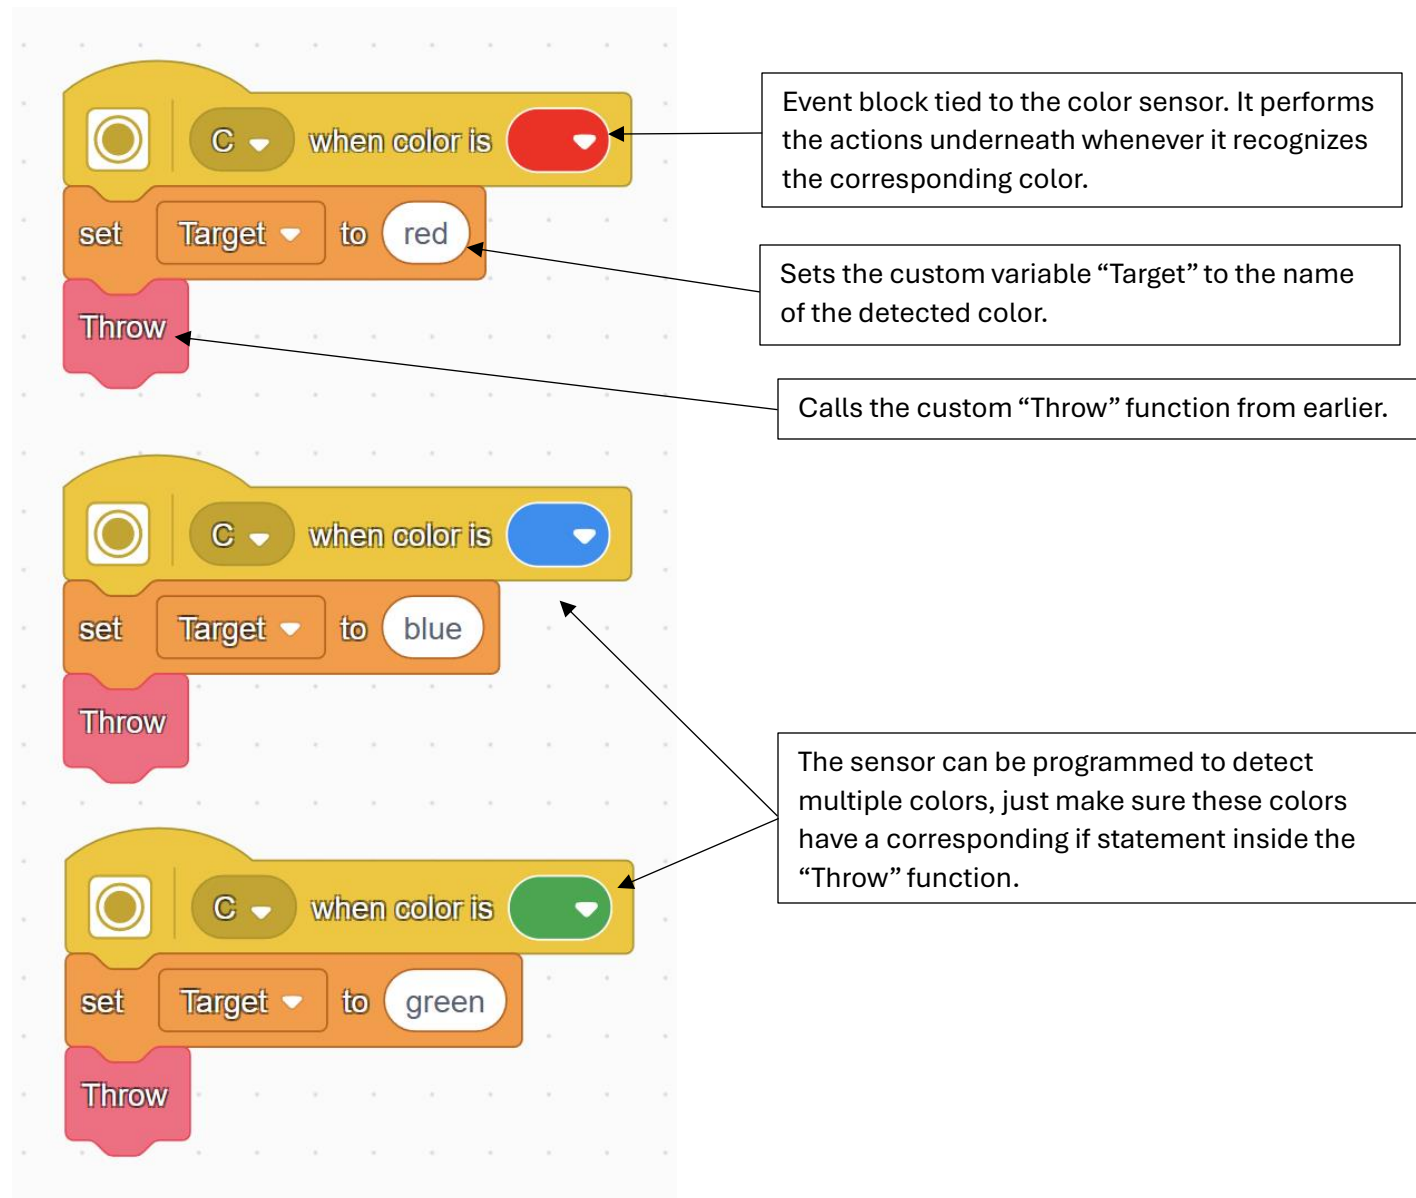 C when color is
set Target to red
Throw
Event block tied to the color sensor. It performs
the actions underneath whenever it recognizes
the corresponding color.
Sets the custom variable “Target” to the name
of the detected color.
Calls the custom “Throw” function from earlier.
C when color is
set Target to blue
Throw
The sensor can be programmed to detect
multiple colors, just make sure these colors
have a corresponding if statement inside the
“Throw” function.
C when color is
set Target to green
Throw